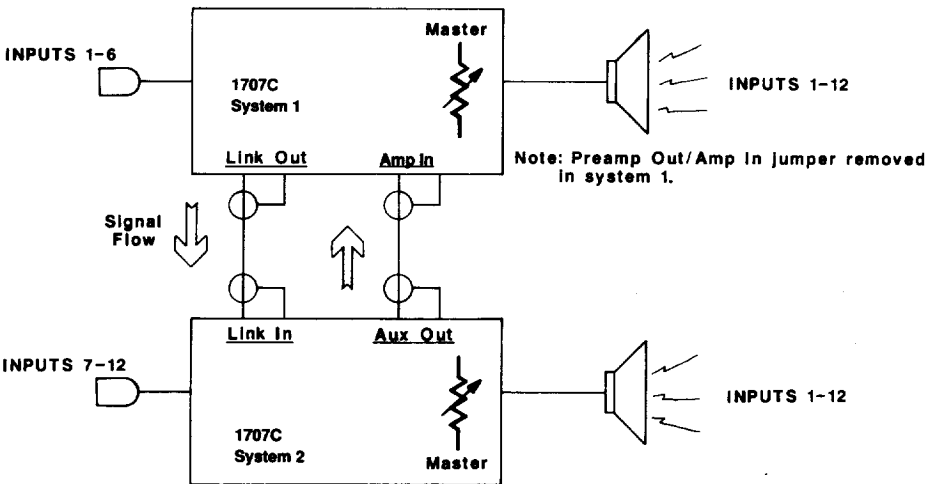 Master
INPUTS 1-6
1707C
System 1
INPUTS 1-12
Link Out
Amp In
Note: Preamp Out/Amp In jumper removed
in system 1.
Signal
Flow
Link In
Aux Out
INPUTS 7-12
INPUTS 1-12
1707C
System 2
Master